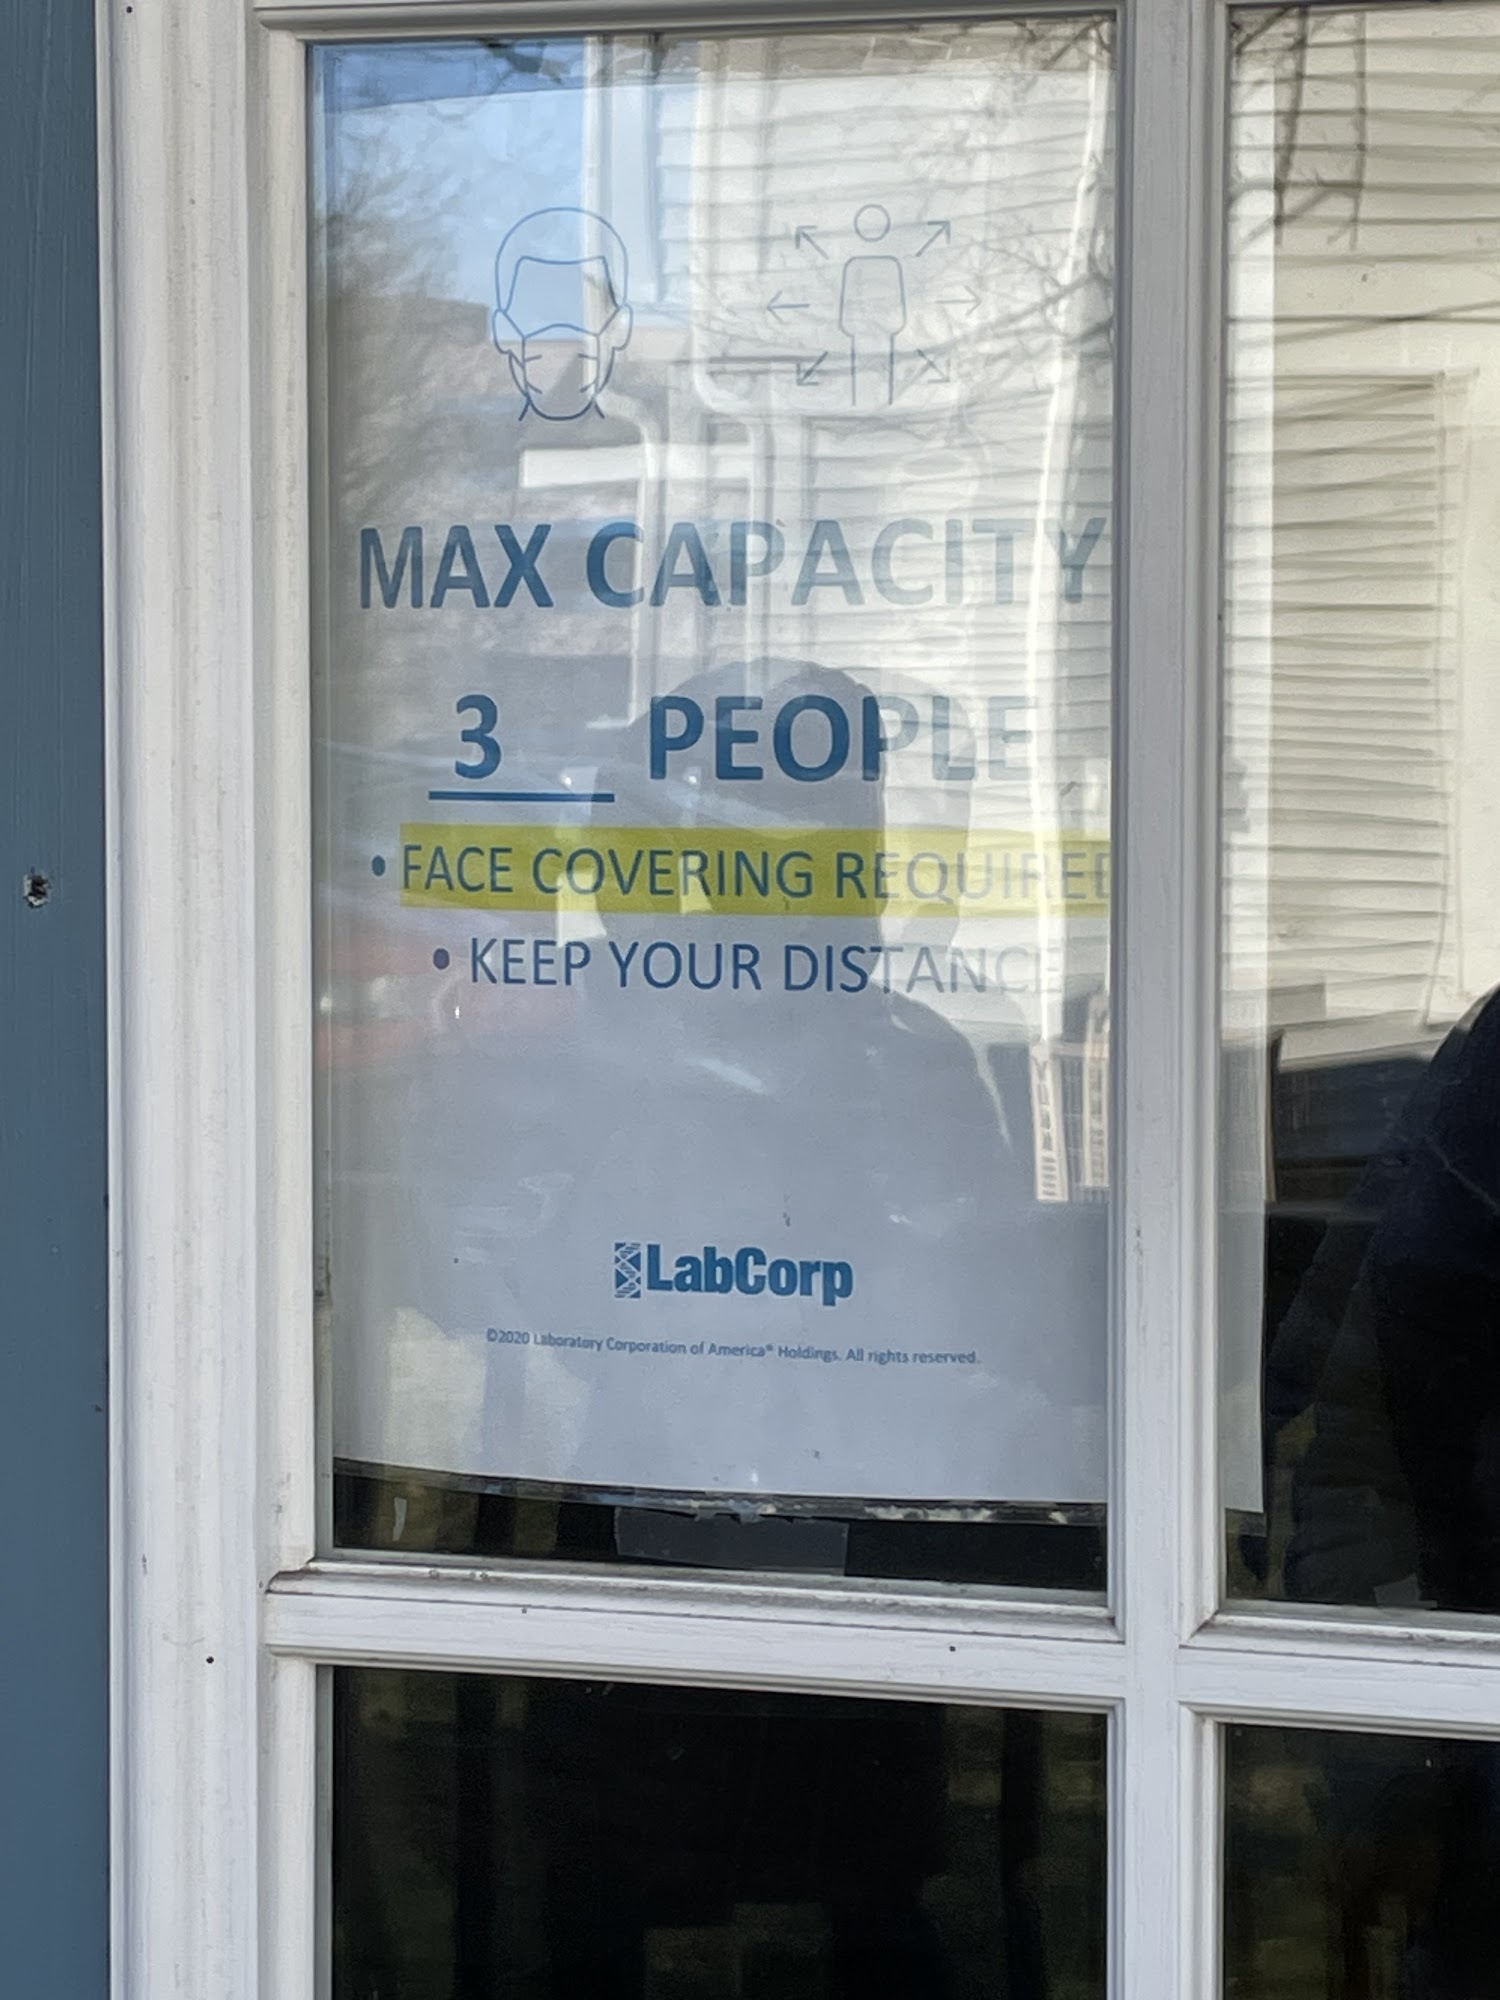 MAX CAPACITY
3 PEOPLE
• FACE COVERING REQUIRED
• KEEP YOUR DISTANCE
LabCorp
©2020 Laboratory Corporation of America® Holdings. All rights reserved.